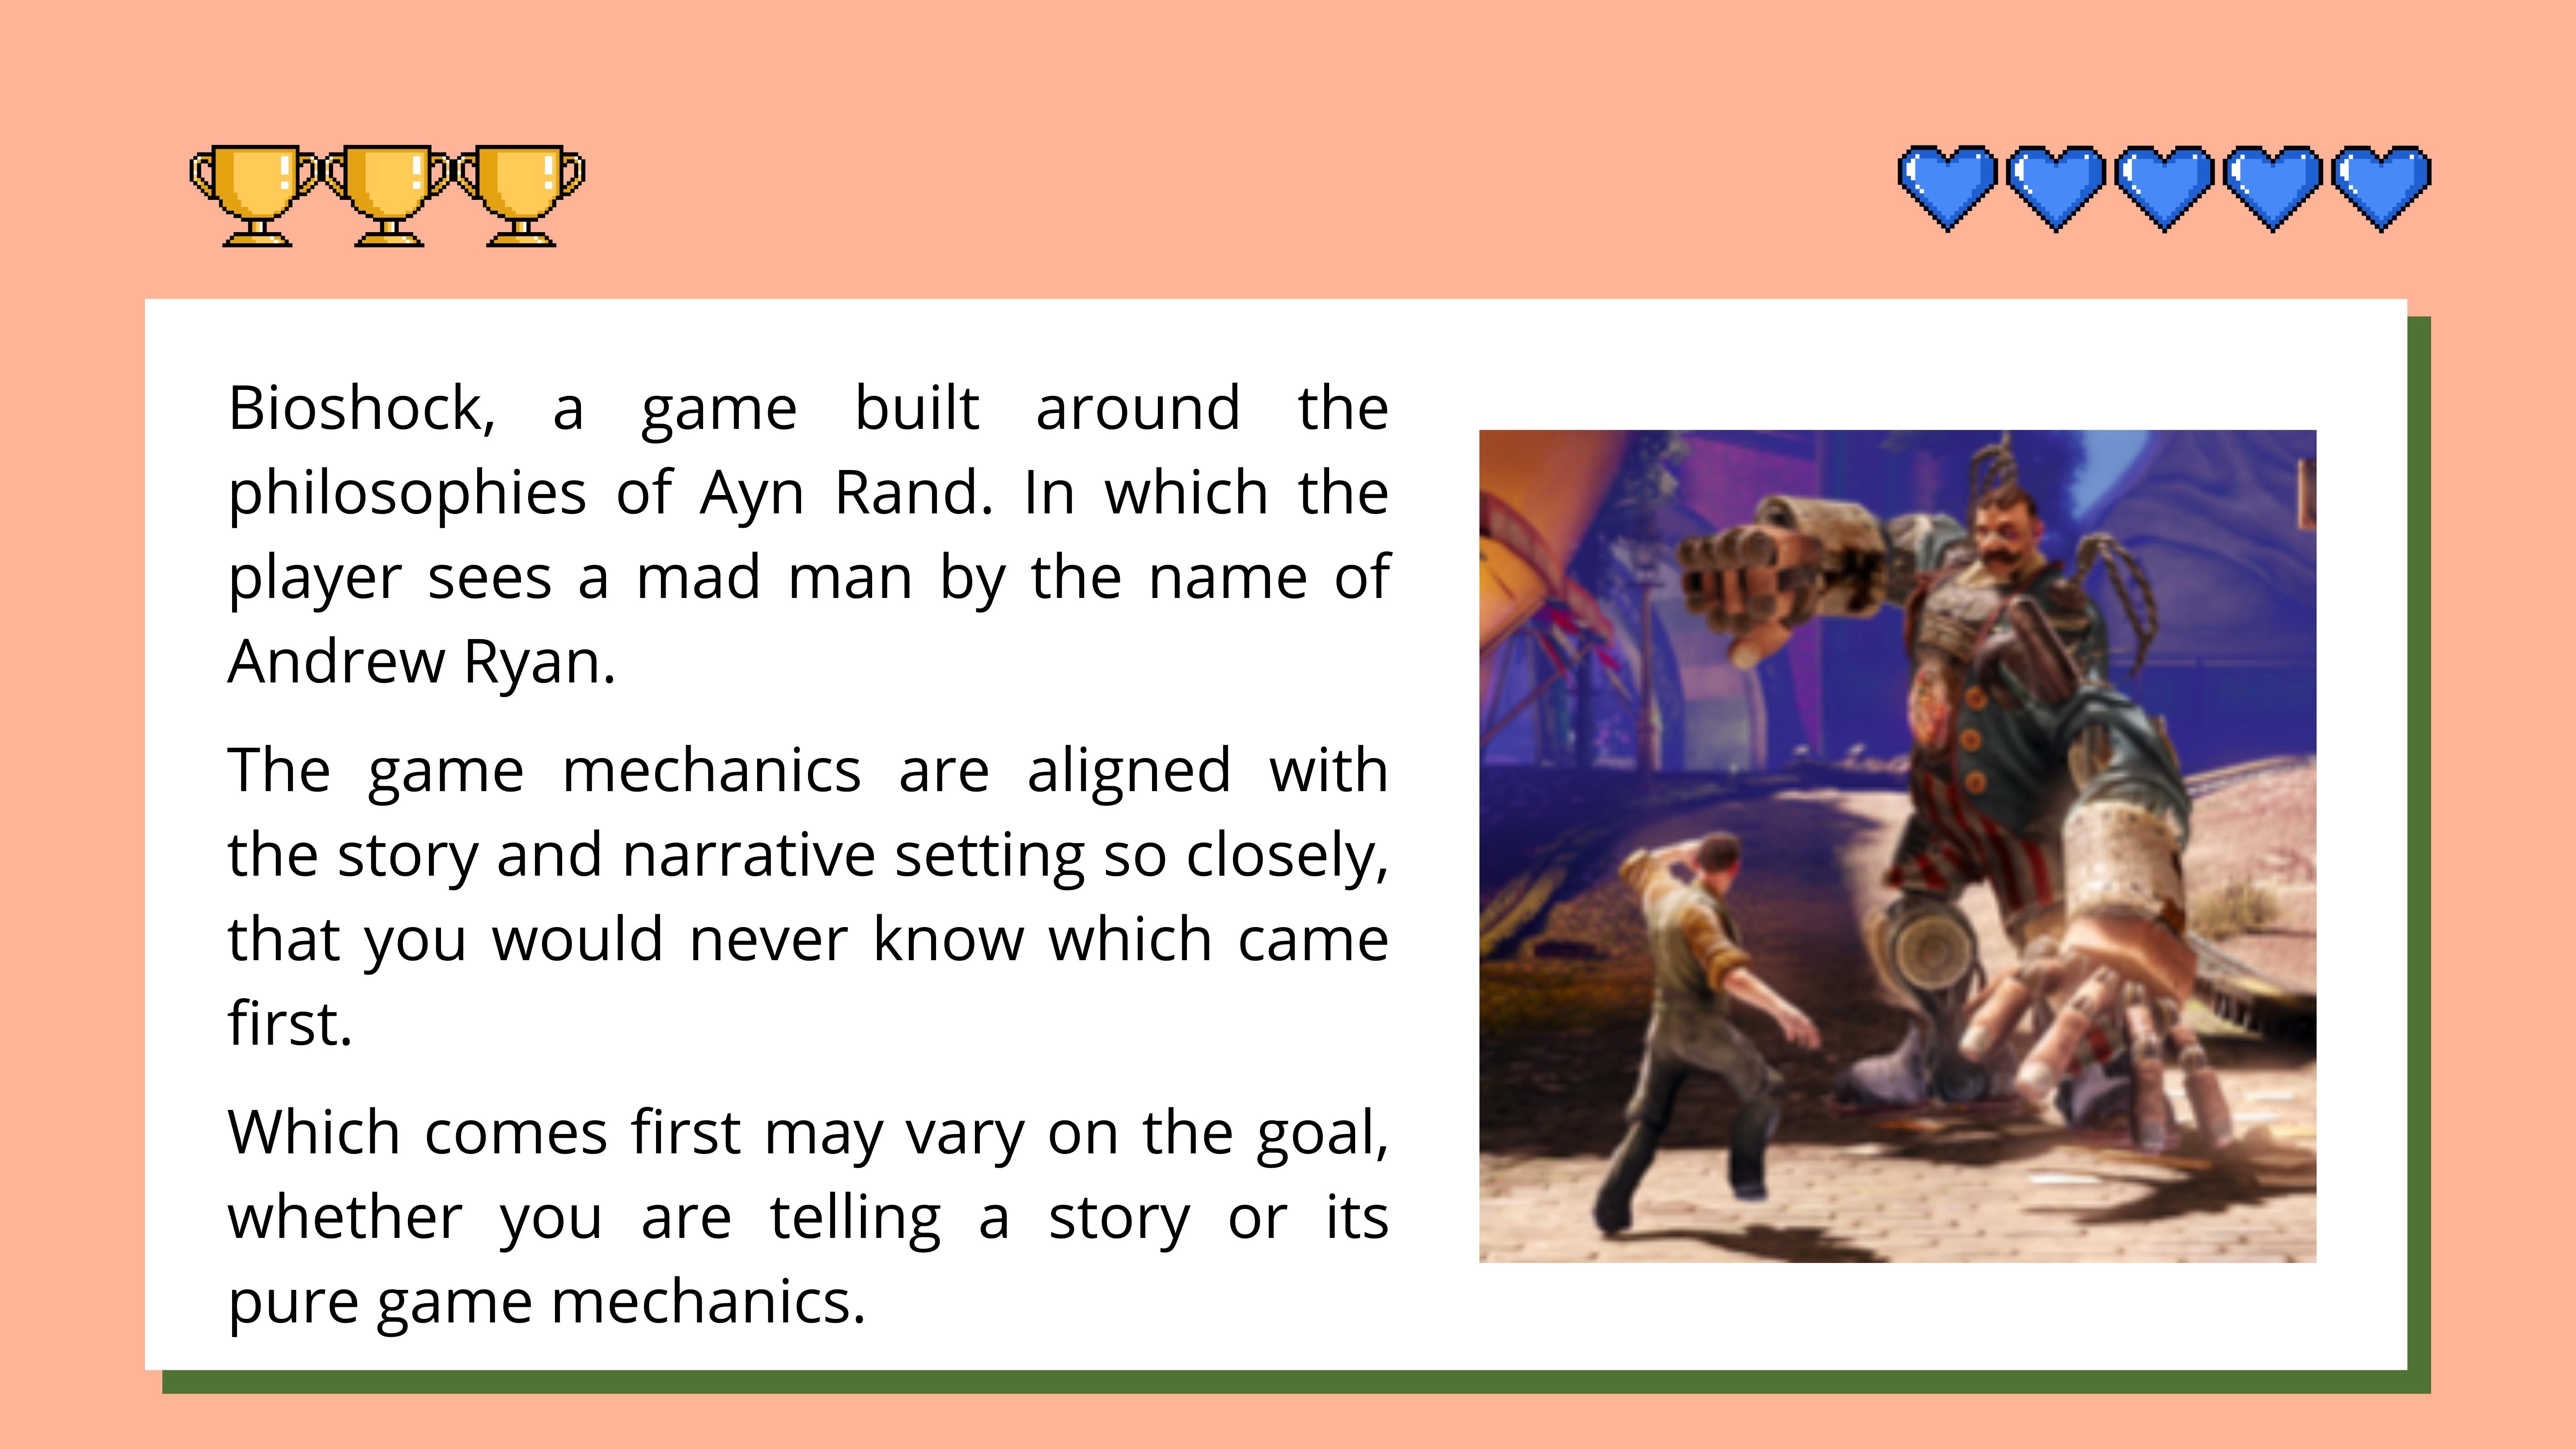 Bioshock, a game built around the
philosophies of Ayn Rand. In which the
player sees a mad man by the name of
Andrew Ryan.
The game mechanics are aligned with
the story and narrative setting so closely,
that you would never know which came
first.
Which comes first may vary on the goal,
whether you are telling a story or its
pure game mechanics.